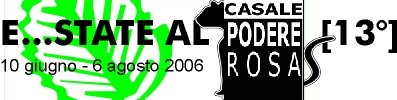 E...STATE AL CASALE PODERE ROSA [13°]
10 giugno - 6 agosto 2006